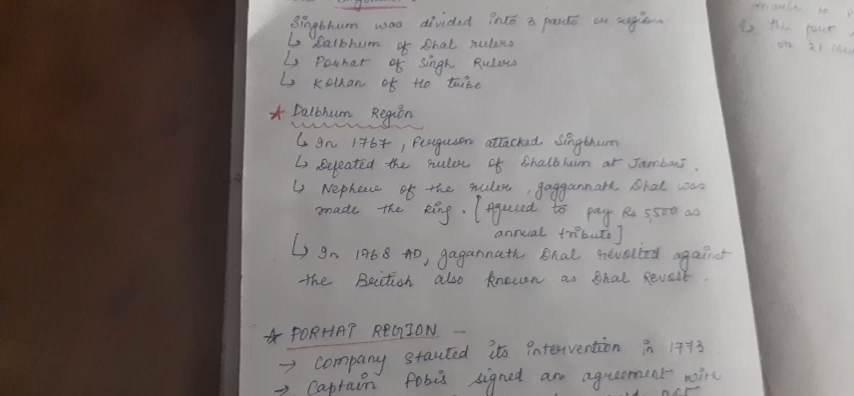 Singbhum was divided into 3 parts or regions
↳ Dalbhum of Dhal rulers
↳ Porhat of Singh Rulers
↳ Kolhan of Ho tribe
* Dalbhum Region
↳ In 1767, Ferguson attacked Singbhum
↳ Defeated the ruler of Dhalbhum at Jambani.
↳ Nephew of the ruler, Jaggannath Dhal was
made the king. [Agreed to pay Rs 5,500 as
annual tribute]
↳ In 1768 AD, Jagannath Dhal revolted against
the British also known as Dhal Revolt.
* PORHAT REGION -
→ Company started its intervention in 1773
→ Captain signed an agreement with